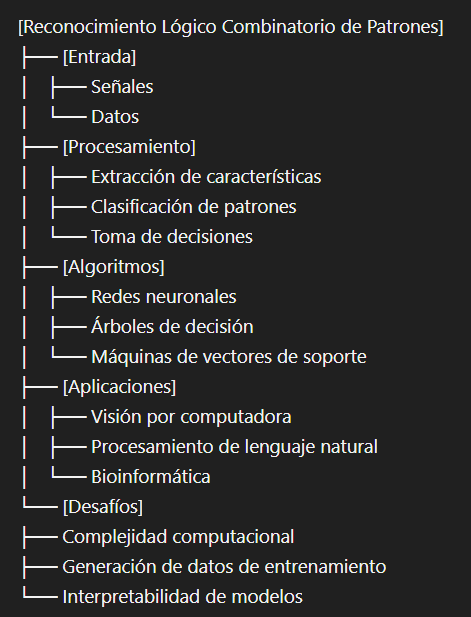 [Reconocimiento Lógico Combinatorio de Patrones]
├── [Entrada]
│   ├── Señales
│   └── Datos
├── [Procesamiento]
│   ├── Extracción de características
│   ├── Clasificación de patrones
│   └── Toma de decisiones
├── [Algoritmos]
│   ├── Redes neuronales
│   ├── Árboles de decisión
│   └── Máquinas de vectores de soporte
├── [Aplicaciones]
│   ├── Visión por computadora
│   ├── Procesamiento de lenguaje natural
│   └── Bioinformática
└── [Desafíos]
├── Complejidad computacional
├── Generación de datos de entrenamiento
└── Interpretabilidad de modelos